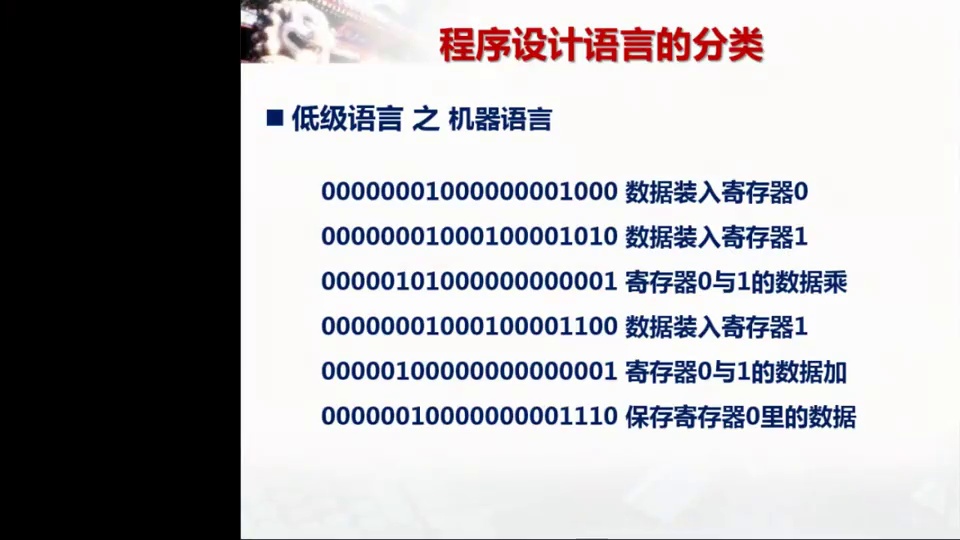 程序设计语言的分类
■ 低级语言 之 机器语言
00000001000000001000 数据装入寄存器0
00000001000100001010 数据装入寄存器1
00000101000000000001 寄存器0与1的数据乘
00000001000100001100 数据装入寄存器1
00000100000000000001 寄存器0与1的数据加
00000010000000001110 保存寄存器0里的数据